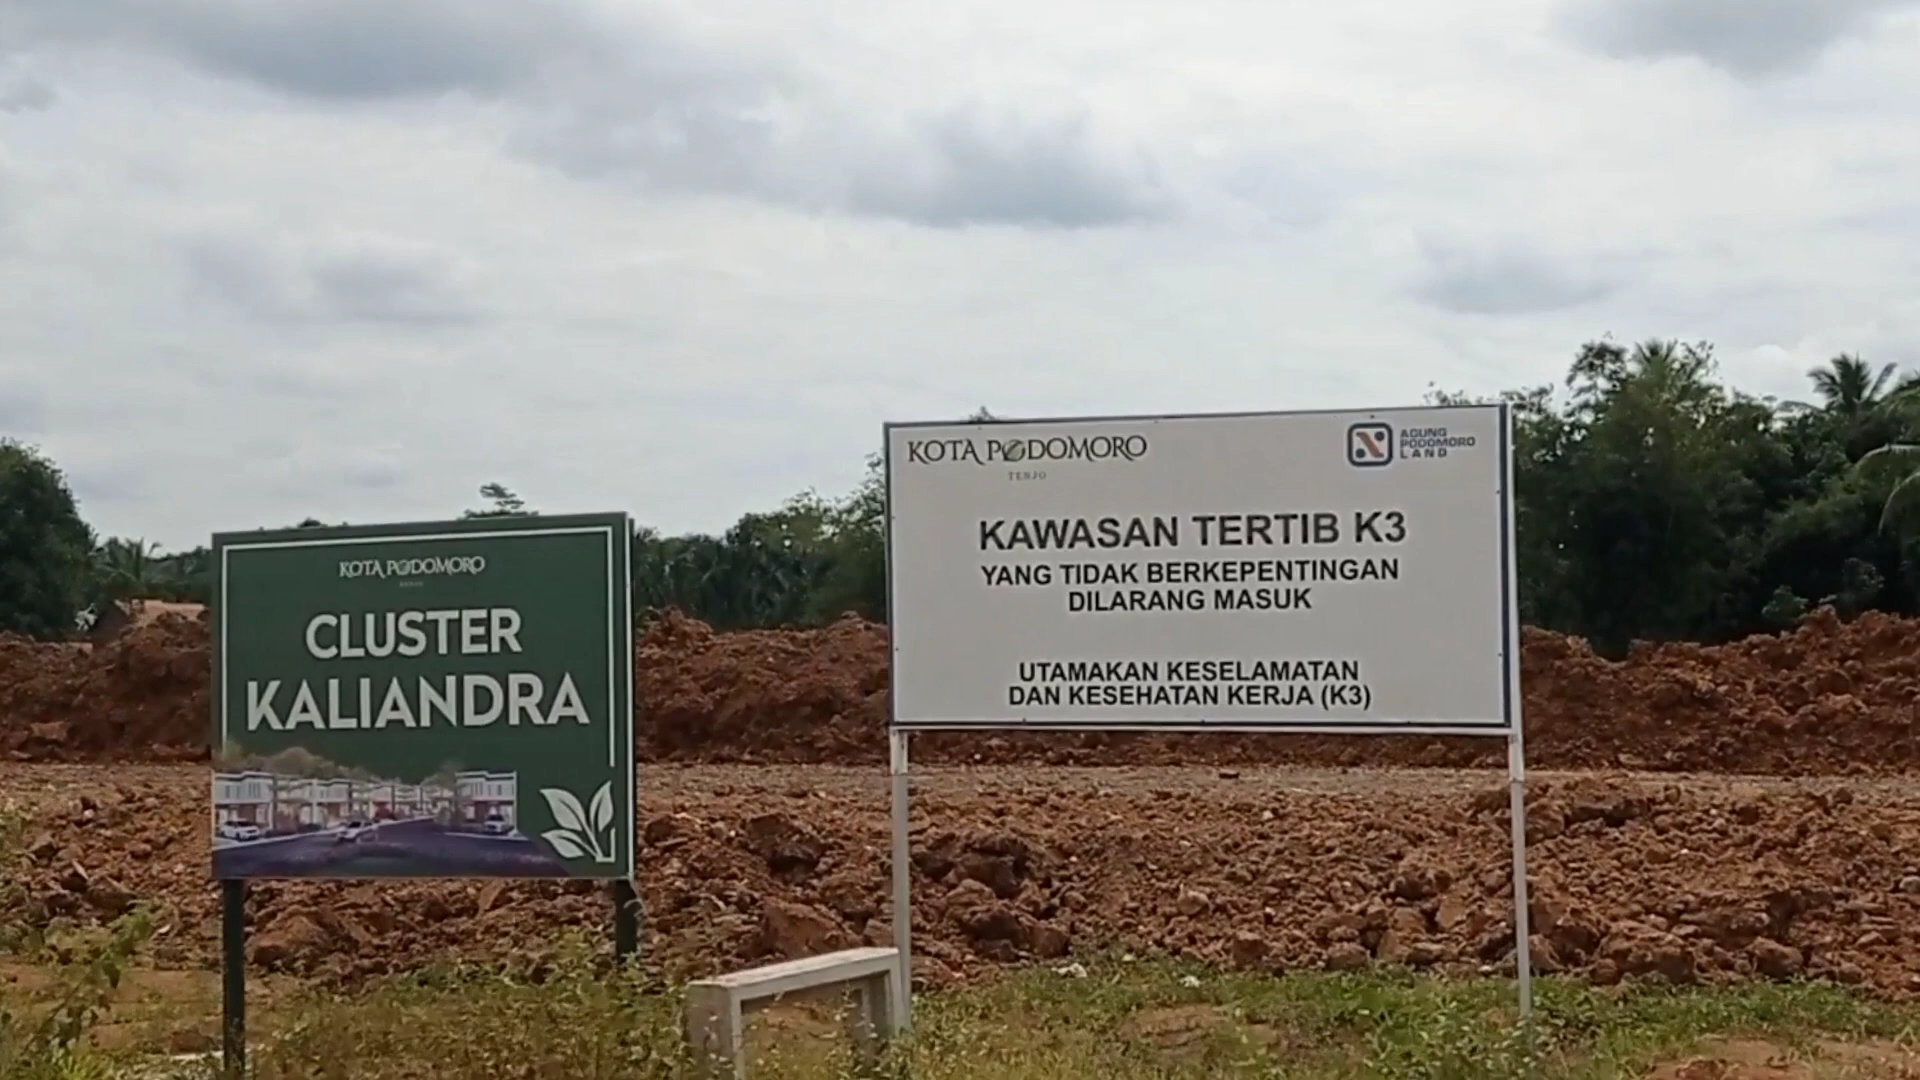 KOTA PODOMORO
TENJO
CLUSTER
KALIANDRA
KOTA PODOMORO
TENJO
AGUNG
PODOMORO
LAND
KAWASAN TERTIB K3
YANG TIDAK BERKEPENTINGAN
DILARANG MASUK
UTAMAKAN KESELAMATAN
DAN KESEHATAN KERJA (K3)